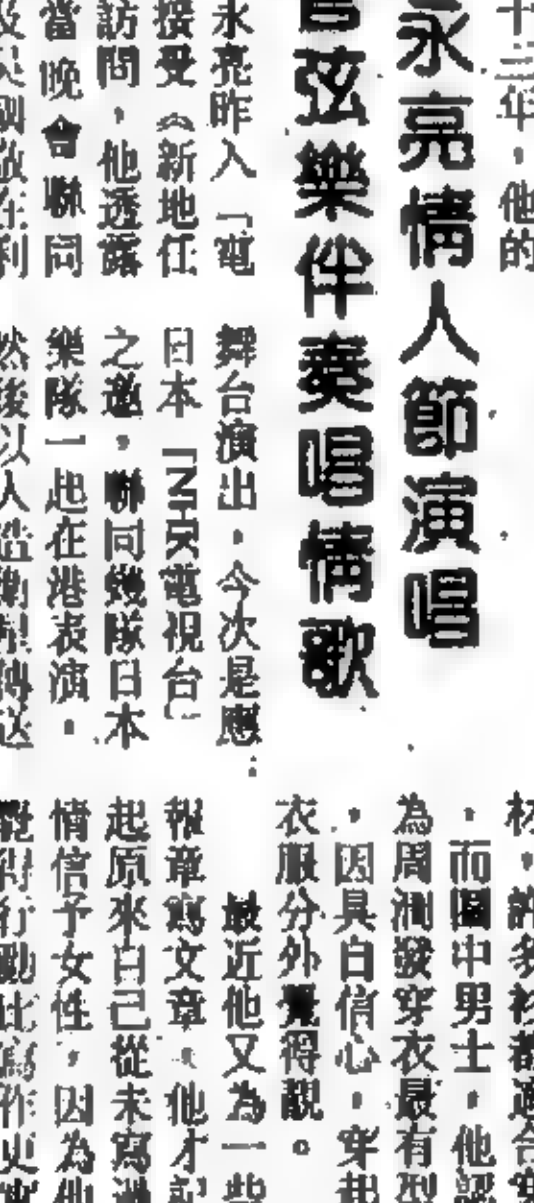 十三年，他的
永亮情人節演唱
管弦樂伴奏唱情歌
永亮昨入「電
接受《新地任
訪問，他透露
當晚會聯同
舞台演出，今次是應
日本「NHK電視台」
之邀，聯同幾隊日本
樂隊一起在港表演，
然後以人造衛星傳送
材，許多衫都適合穿
，而圈中男士，他認
為周潤發穿衣最有型
，因具自信心，穿起
衣服分外覺得靚。
最近他又為一些
報章寫文章，他才記
起原來自己從未寫過
情信予女性，因為他